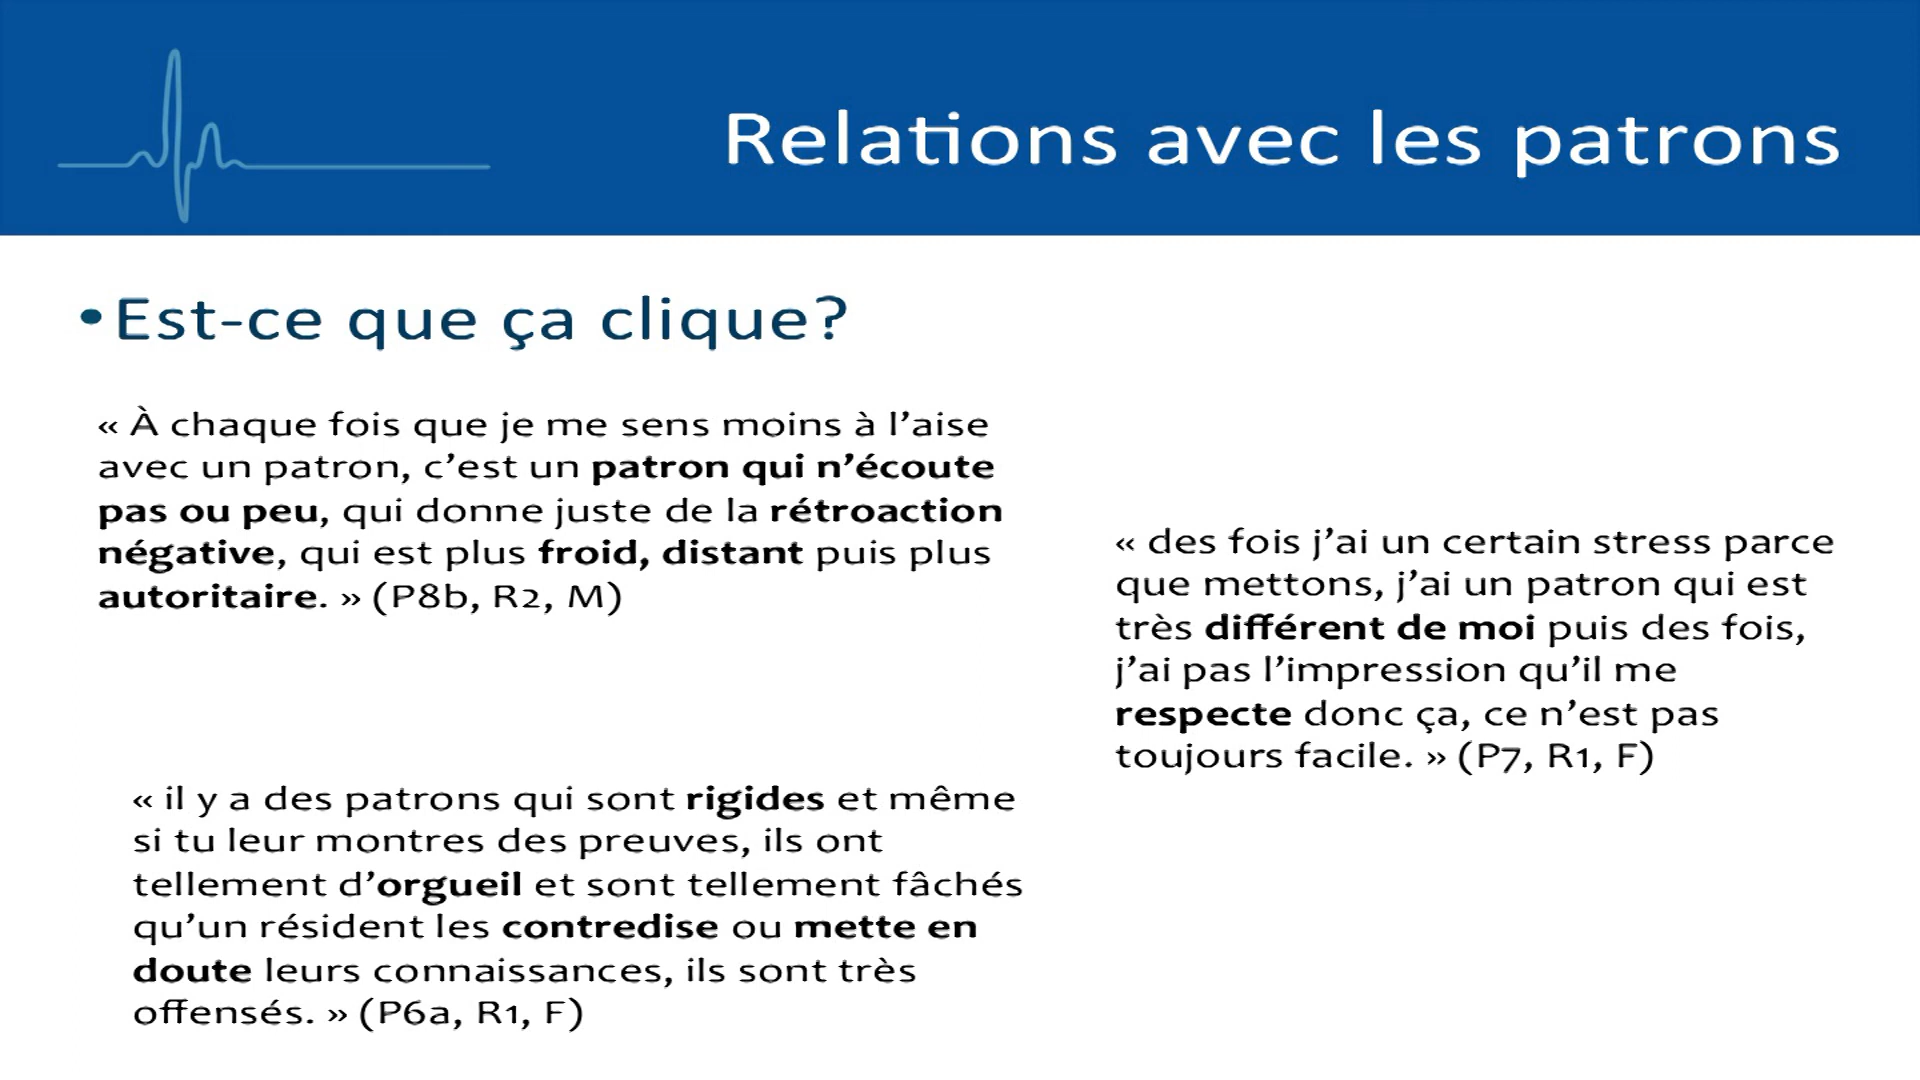 Relations avec les patrons
• Est-ce que ça clique?
« À chaque fois que je me sens moins à l’aise
avec un patron, c’est un patron qui n’écoute
pas ou peu, qui donne juste de la rétroaction
négative, qui est plus froid, distant puis plus
autoritaire. » (P8b, R2, M)
« des fois j’ai un certain stress parce
que mettons, j’ai un patron qui est
très différent de moi puis des fois,
j’ai pas l’impression qu’il me
respecte donc ça, ce n’est pas
toujours facile. » (P7, R1, F)
« il y a des patrons qui sont rigides et même
si tu leur montres des preuves, ils ont
tellement d’orgueil et sont tellement fâchés
qu’un résident les contredise ou mette en
doute leurs connaissances, ils sont très
offensés. » (P6a, R1, F)